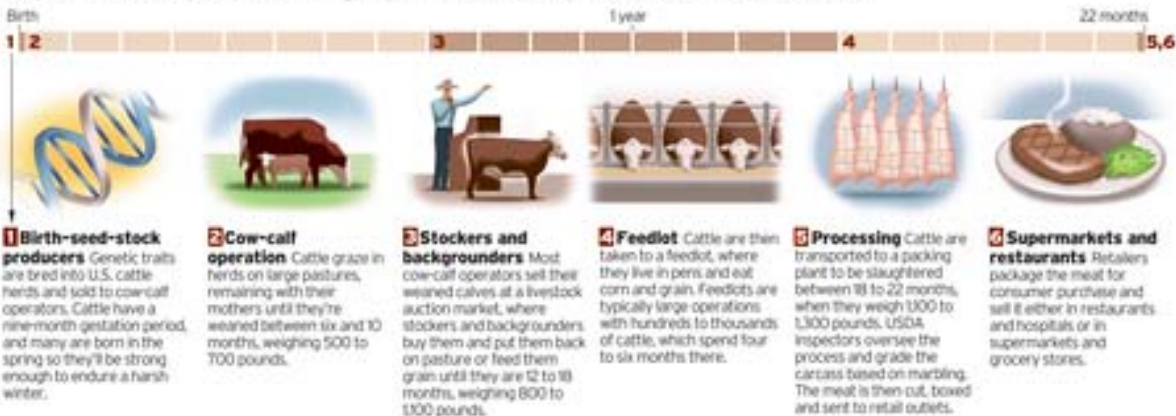 Birth
1 year
22 months
1 2
3
4
5,6
1 Birth-seed-stock
producers Genetic traits
are bred into U.S. cattle
herds and sold to cow-calf
operators. Cattle have a
nine-month gestation period,
and many are born in the
spring so they'll be strong
enough to endure a harsh
winter.
2 Cow-calf
operation Cattle graze in
herds on large pastures,
remaining with their
mothers until they're
weaned between six and 10
months, weighing 500 to
700 pounds.
3 Stockers and
backgrounders Most
cow-calf operators sell their
weaned calves at a livestock
auction market, where
stockers and backgrounders
buy them and put them back
on pasture or feed them
grain until they are 12 to 18
months, weighing 800 to
1,100 pounds.
4 Feedlot Cattle are then
taken to a feedlot, where
they live in pens and eat
corn and grain. Feedlots are
typically large operations
with hundreds to thousands
of cattle, which spend four
to six months there.
5 Processing Cattle are
transported to a packing
plant to be slaughtered
between 18 to 22 months,
when they weigh 1,100 to
1,300 pounds. USDA
inspectors oversee the
process and grade the
carcass based on marbling.
The meat is then cut, boxed
and sent to retail outlets.
6 Supermarkets and
restaurants Retailers
package the meat for
consumer purchase and
sell it either in restaurants
and hospitals or in
supermarkets and
grocery stores.